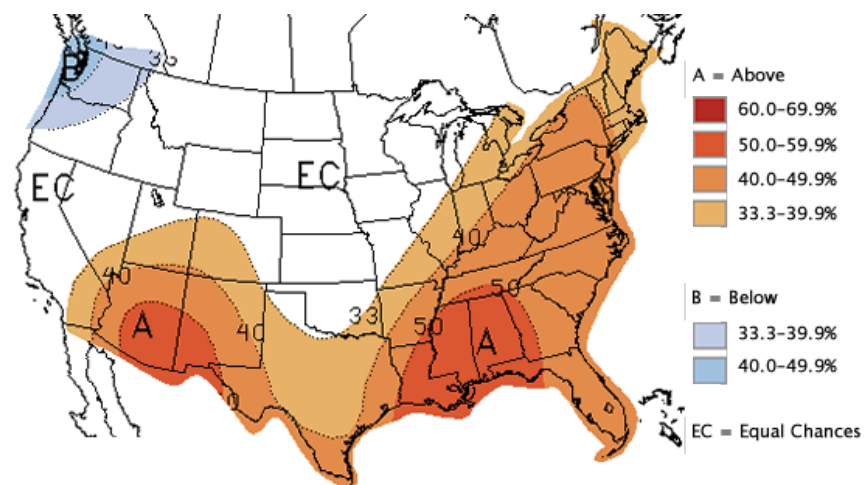 B
33
EC
EC
40
A
40
33
50
50
A
40
A = Above
60.0-69.9%
50.0-59.9%
40.0-49.9%
33.3-39.9%
B = Below
33.3-39.9%
40.0-49.9%
EC = Equal Chances